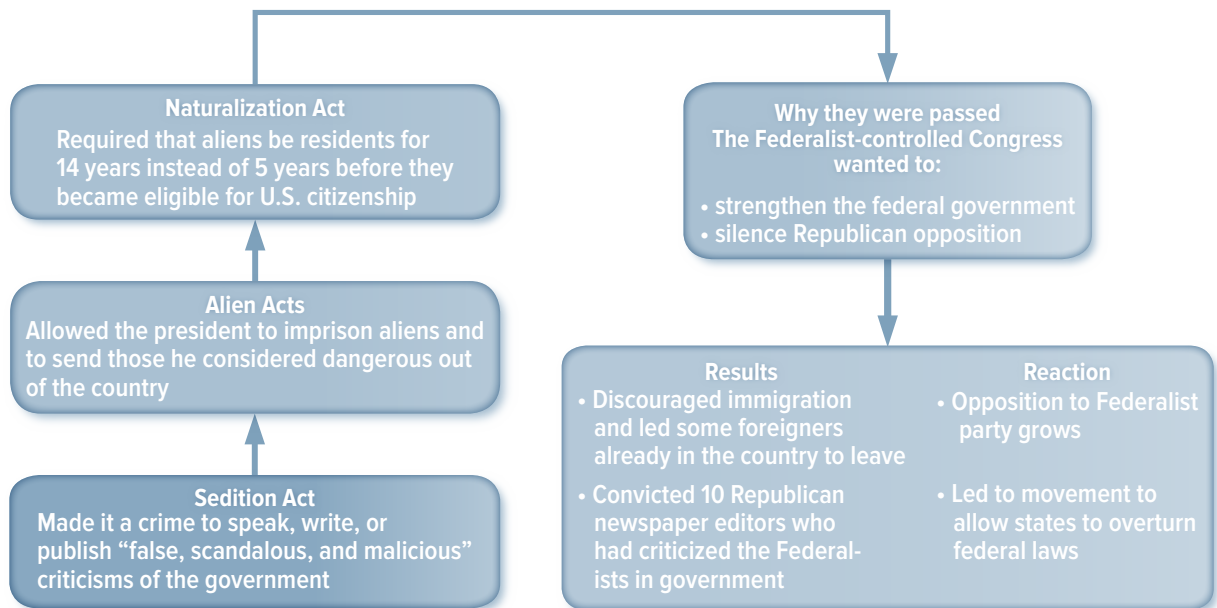 Naturalization Act
Required that aliens be residents for
14 years instead of 5 years before they
became eligible for U.S. citizenship
Alien Acts
Allowed the president to imprison aliens and
to send those he considered dangerous out
of the country
Sedition Act
Made it a crime to speak, write, or
publish “false, scandalous, and malicious”
criticisms of the government
Why they were passed
The Federalist-controlled Congress
wanted to:
• strengthen the federal government
• silence Republican opposition
Results
• Discouraged immigration
and led some foreigners
already in the country to leave
• Convicted 10 Republican
newspaper editors who
had criticized the Federal-
ists in government
Reaction
• Opposition to Federalist
party grows
• Led to movement to
allow states to overturn
federal laws